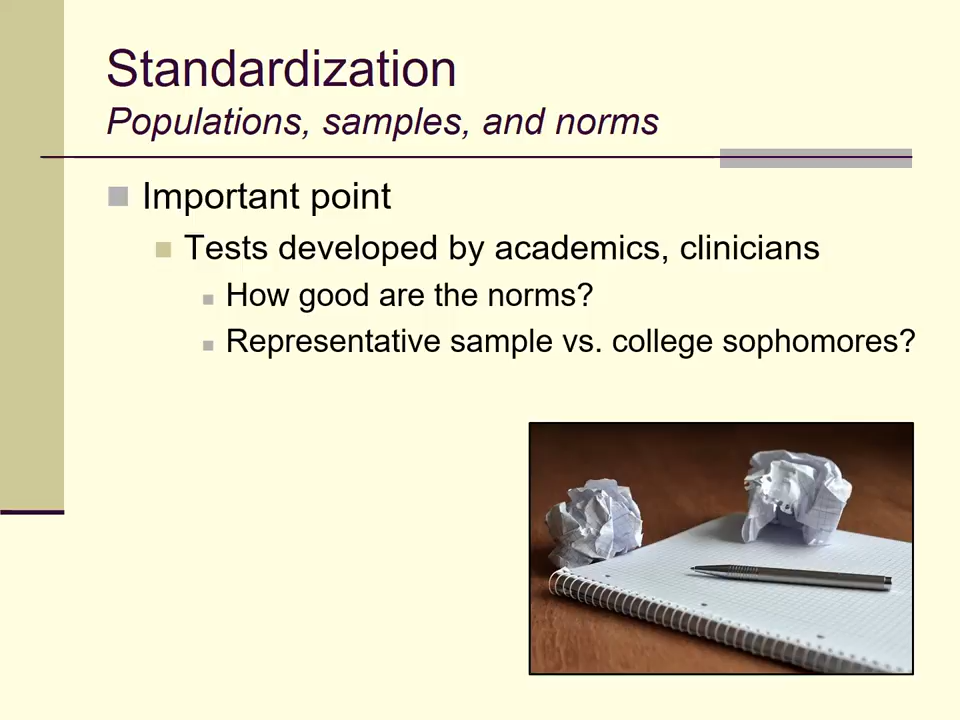 Standardization
Populations, samples, and norms
Important point
Tests developed by academics, clinicians
How good are the norms?
Representative sample vs. college sophomores?